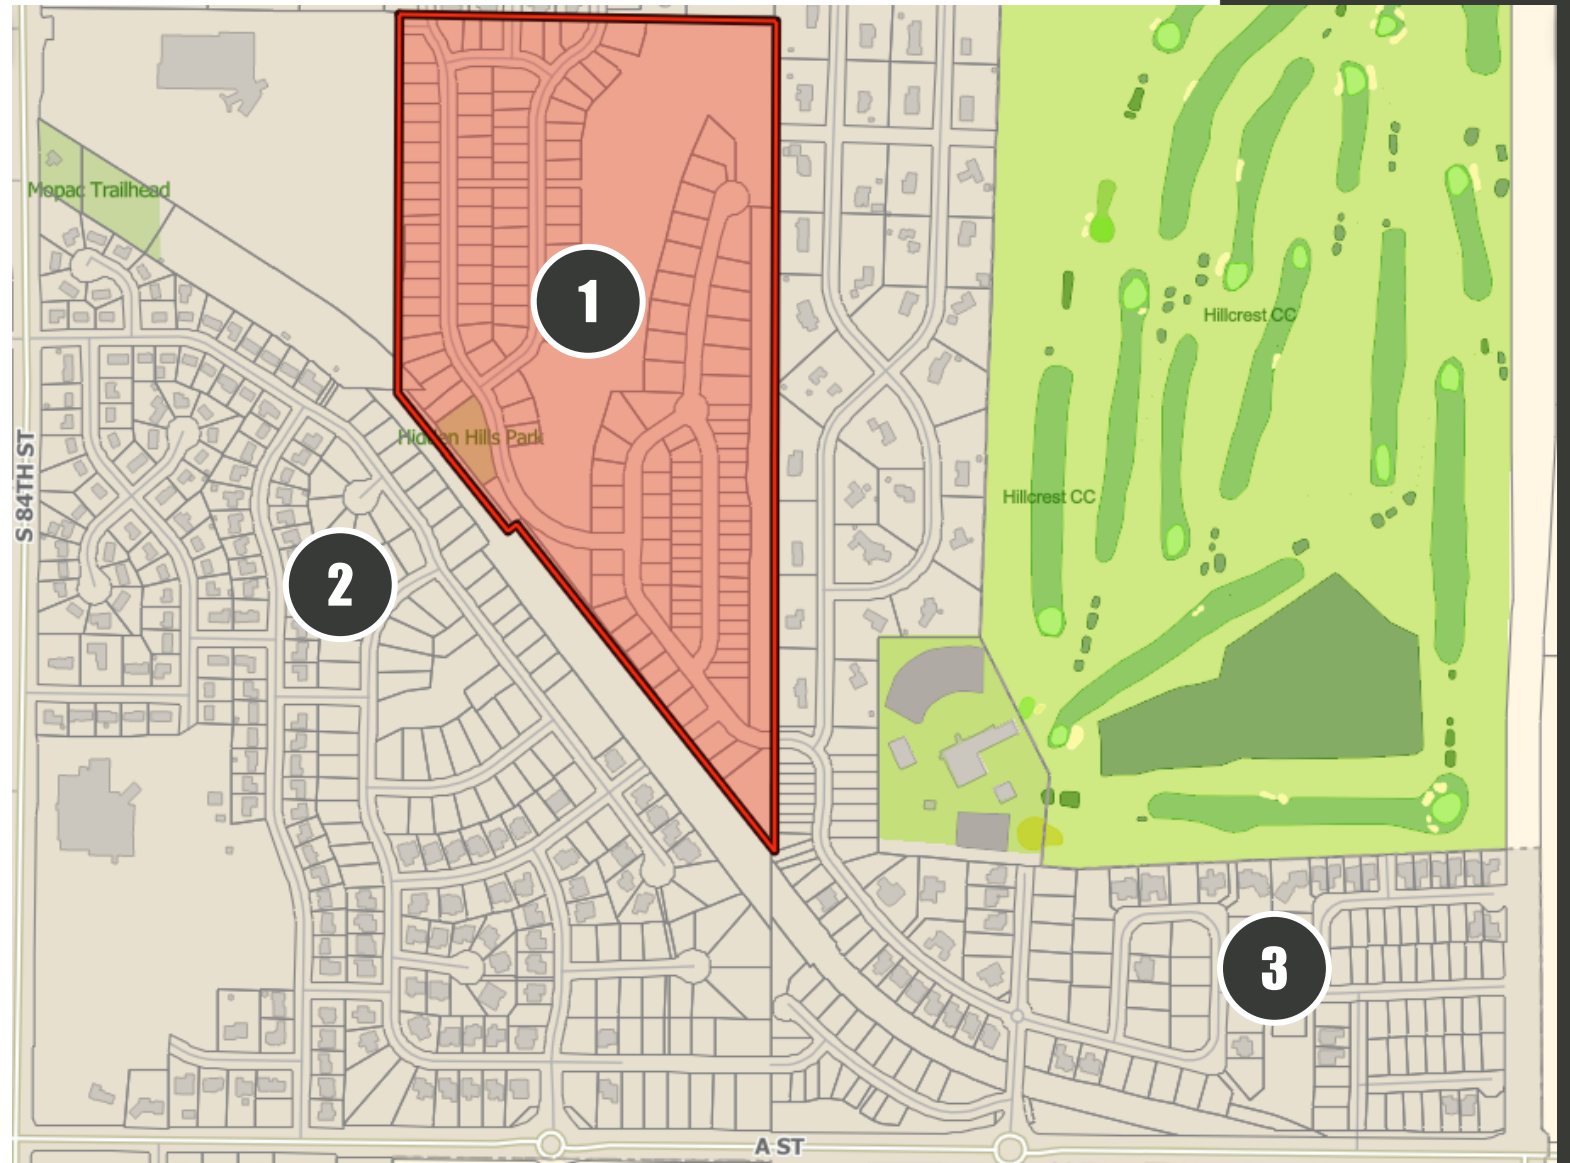 Mopac Trailhead
1
Hillcrest CC
Hidden Hills Park
S 84TH ST
Hillcrest CC
2
3
A ST